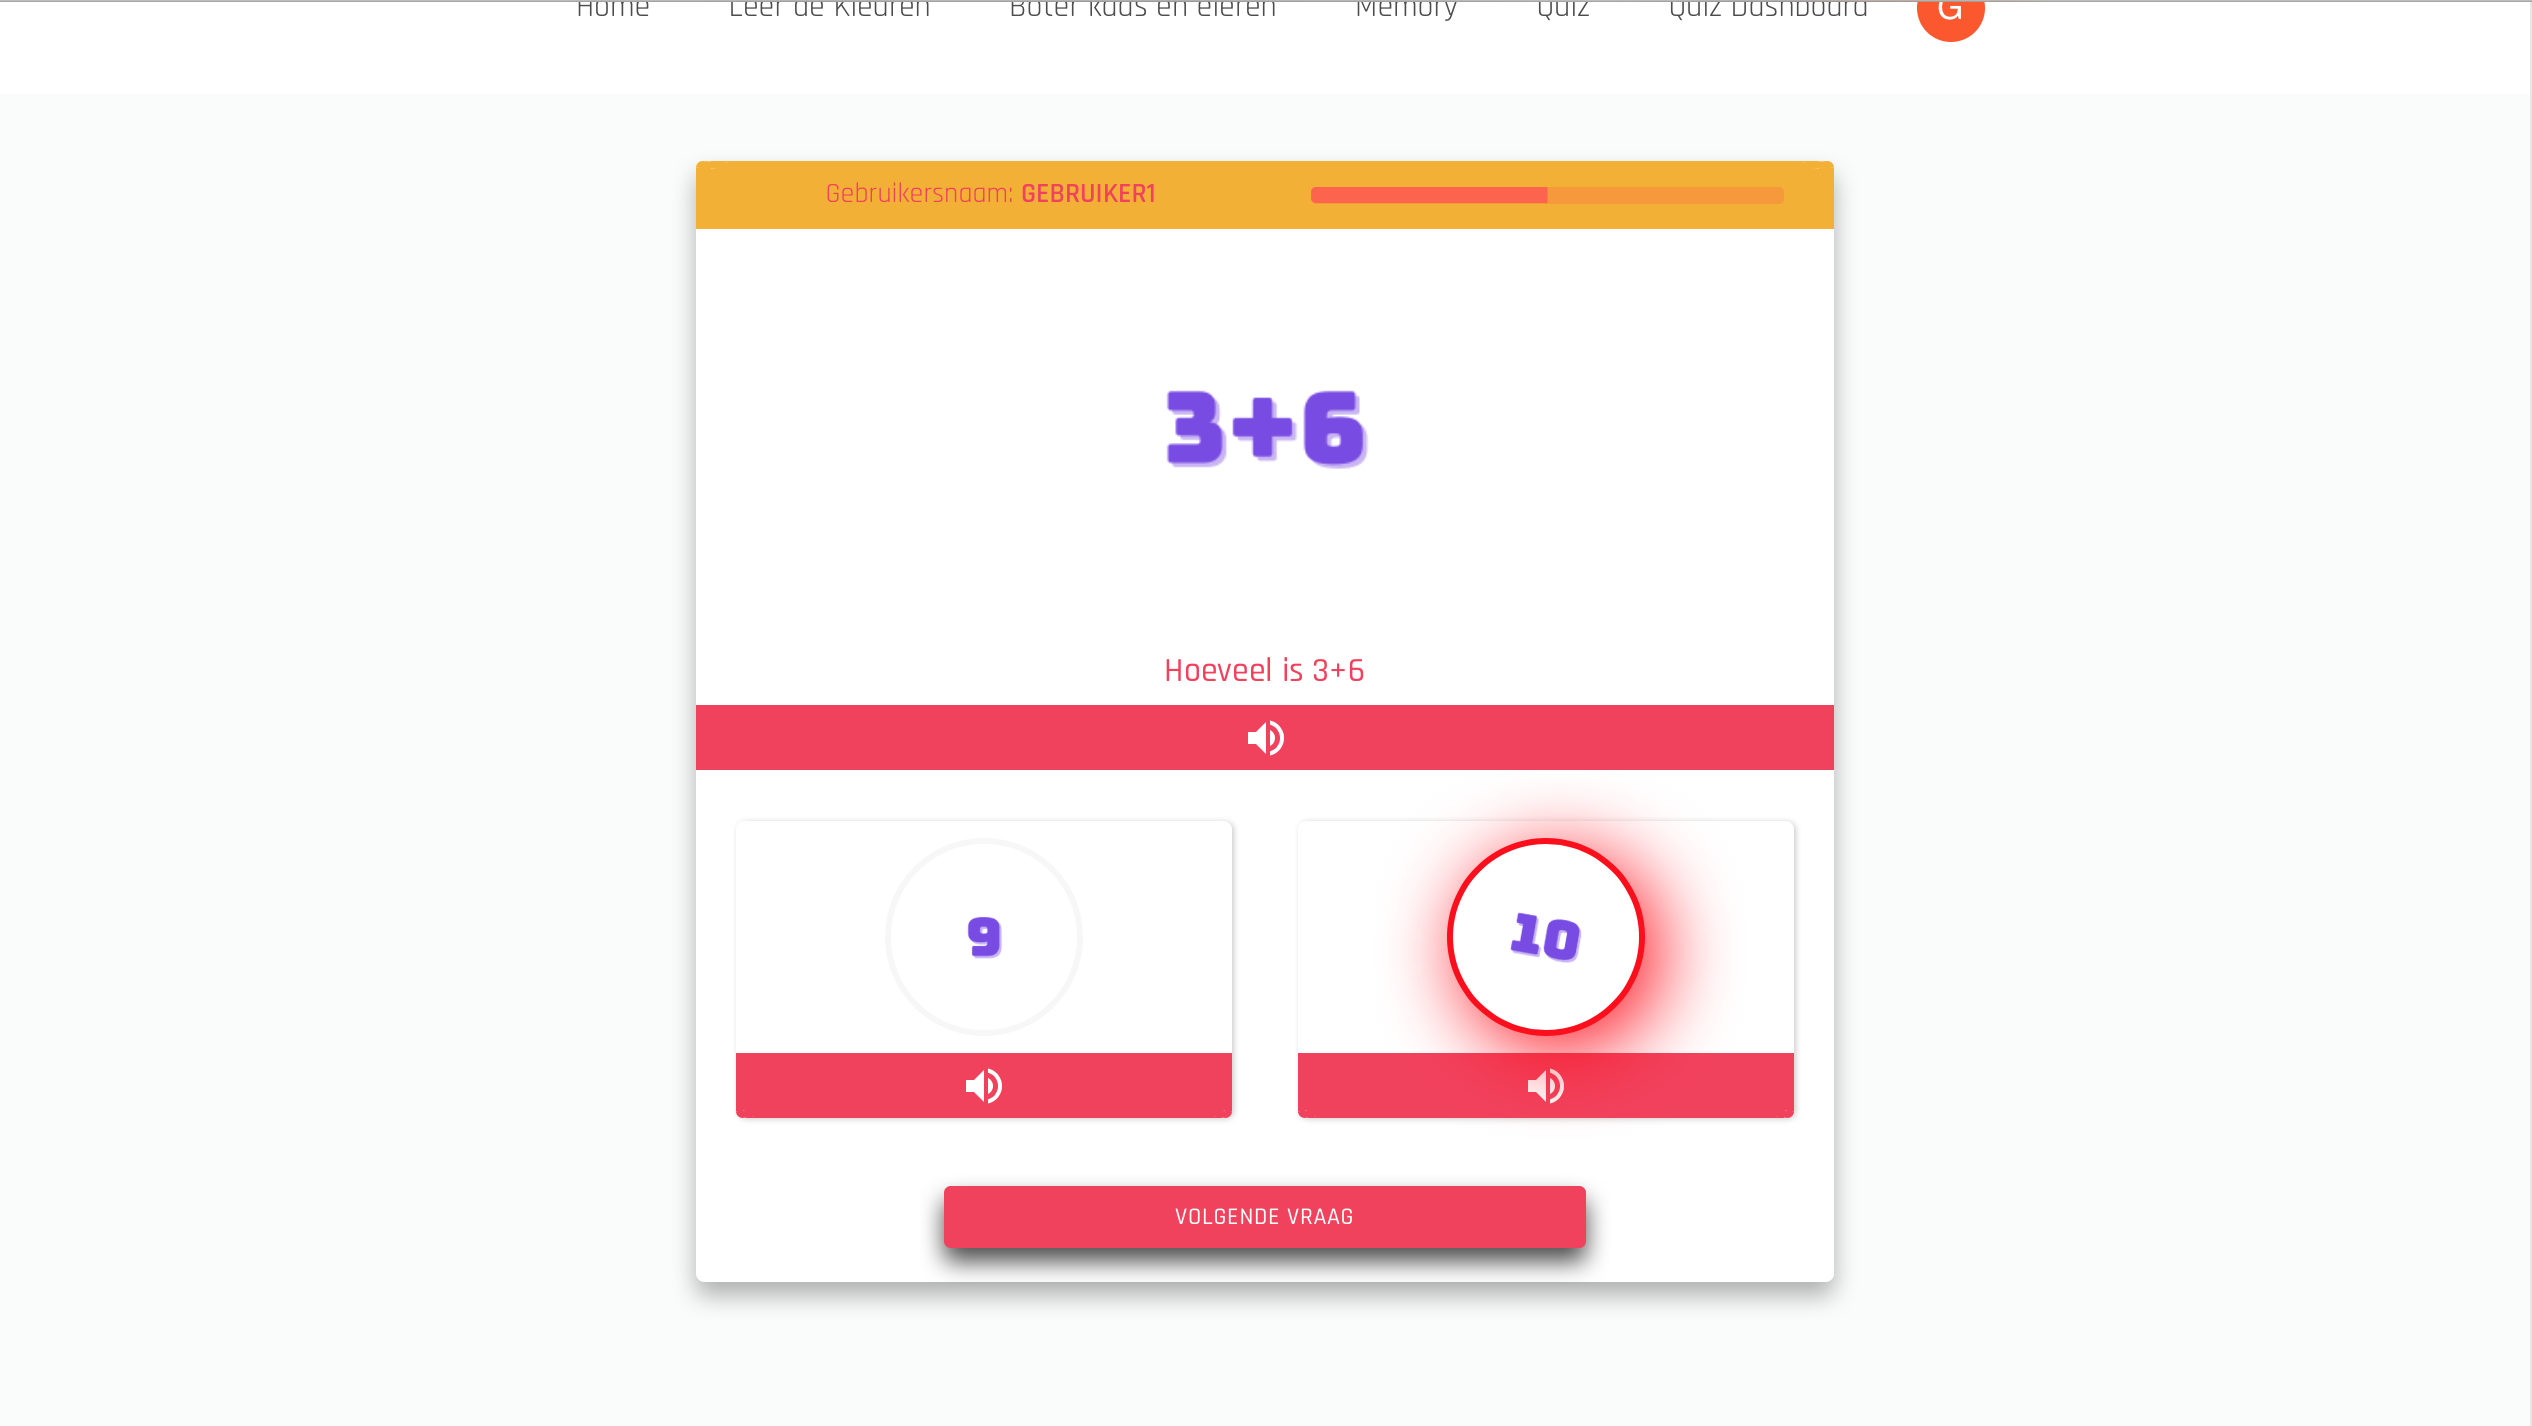 Home Leer de Kleuren Boter kaas en eieren Memory Quiz Quiz Dashboard G
Gebruikersnaam: GEBRUIKER1
3+6
Hoeveel is 3+6
9 10
VOLGENDE VRAAG